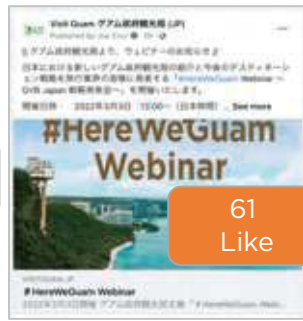 Visit Guam グアム政府観光局 (JP)
Published by
グアム政府観光局より、ウェビナーのお知らせ
日本における新しいグアム政府観光局の紹介と今後のデスティネーシ
ョン戦略を旅行業界の皆様に発表する「#HereWeGuam Webinar ～
GVB Japan 戦略発表会～」を開催いたします。
開催日時 2022年3月3日 15:00～（日本時間） ... See more
#HereWeGuam
Webinar
61
Like
#HereWeGuam Webinar